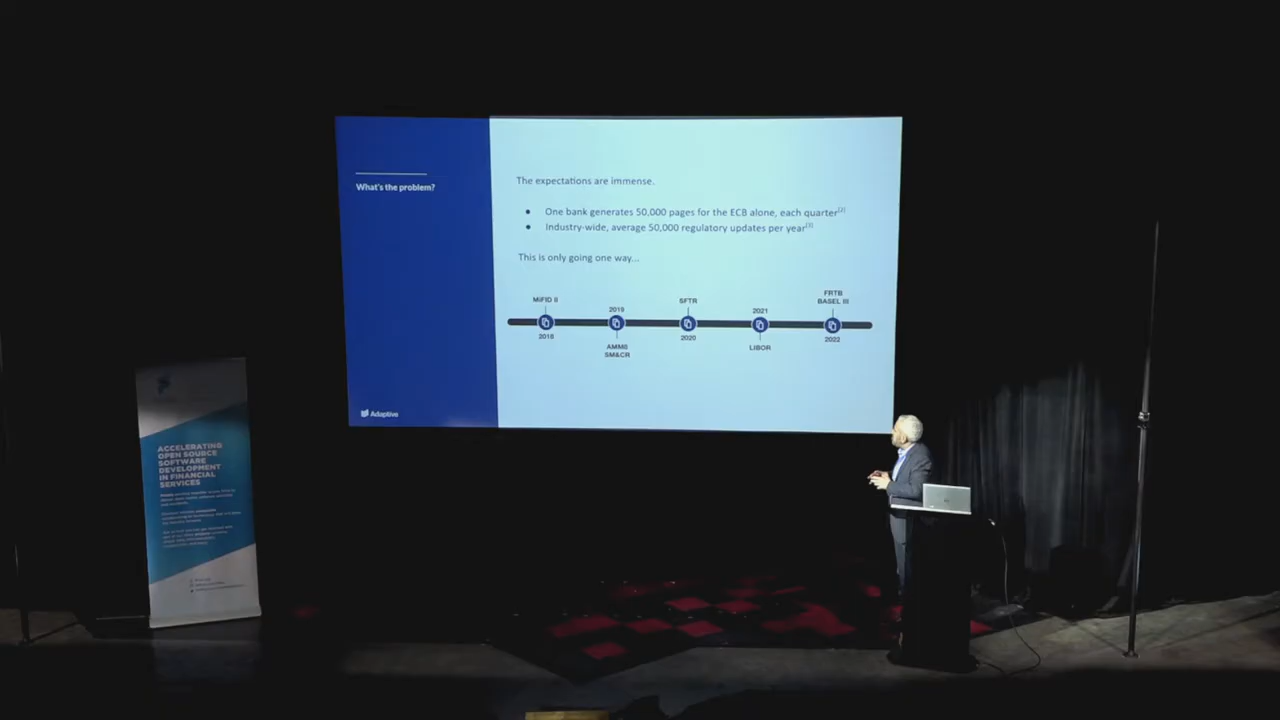 What's the problem?
The expectations are immense.
● One bank generates 50,000 pages for the ECB alone, each quarter[2]
● Industry-wide, average 50,000 regulatory updates per year[3]
This is only going one way...
MiFID II
2018
2019
AMMS
SM&CR
SFTR
2020
2021
LIBOR
FRTB
BASEL III
2022
Adaptive
ACCELERATING
OPEN SOURCE
SOFTWARE
DEVELOPMENT
IN FINANCIAL
SERVICES